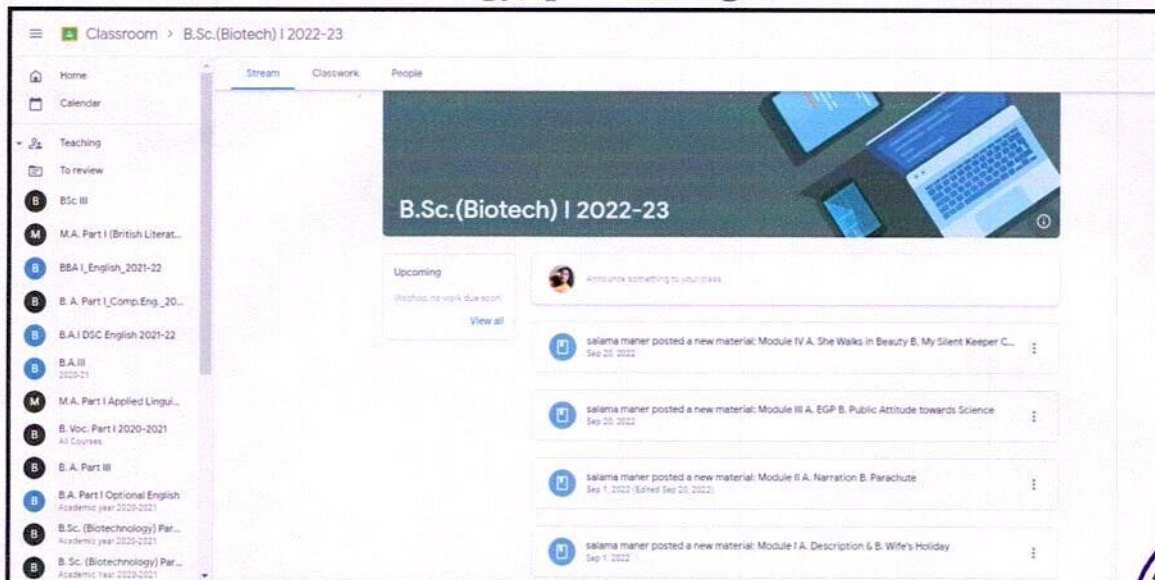 Classroom > B.Sc.(Biotech) I 2022-23
Home
Calendar
Teaching
To review
B BSc III
M M.A. Part I (British Literat...
B BBA I_English_2021-22
B B. A. Part I_Comp.Eng._20...
B B.A.I DSC English 2021-22
B B.A.III
2020-21
M M.A. Part I Applied Lingui...
B B. Voc. Part I 2020-2021
All Courses
B B. A. Part III
B B.A. Part I Optional English
Academic year 2020-2021
B B.Sc. (Biotechnology) Par...
Academic year 2020-2021
B B. Sc. (Biotechnology) Par...
Academic Year 2020-2021
Stream Classwork People
B.Sc.(Biotech) I 2022-23
Upcoming
Woohoo, no work due soon!
View all
Announce something to your class
salama maner posted a new material: Module IV A. She Walks in Beauty B. My Silent Keeper C...
Sep 20, 2022
salama maner posted a new material: Module III A. EGP B. Public Attitude towards Science
Sep 20, 2022
salama maner posted a new material: Module II A. Narration B. Parachute
Sep 1, 2022 (Edited Sep 20, 2022)
salama maner posted a new material: Module I A. Description & B. Wife's Holiday
Sep 1, 2022